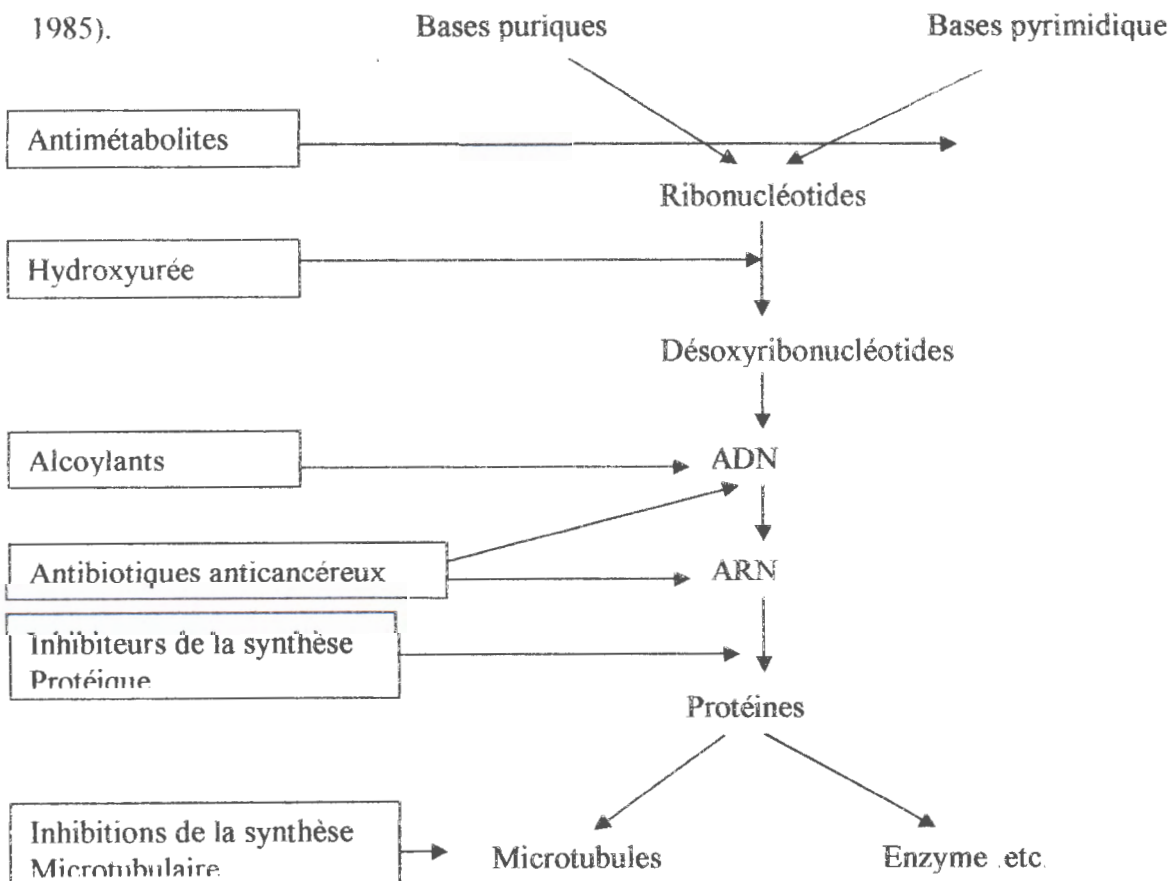 1985).
Bases puriques
Bases pyrimidique
Antimétabolites
Ribonucléotides
Hydroxyurée
Désoxyribonucléotides
Alcoylants
ADN
Antibiotiques anticancéreux
ARN
Inhibiteurs de la synthèse
Protéique
Protéines
Inhibitions de la synthèse
Microtubulaire
Microtubules
Enzyme .etc.